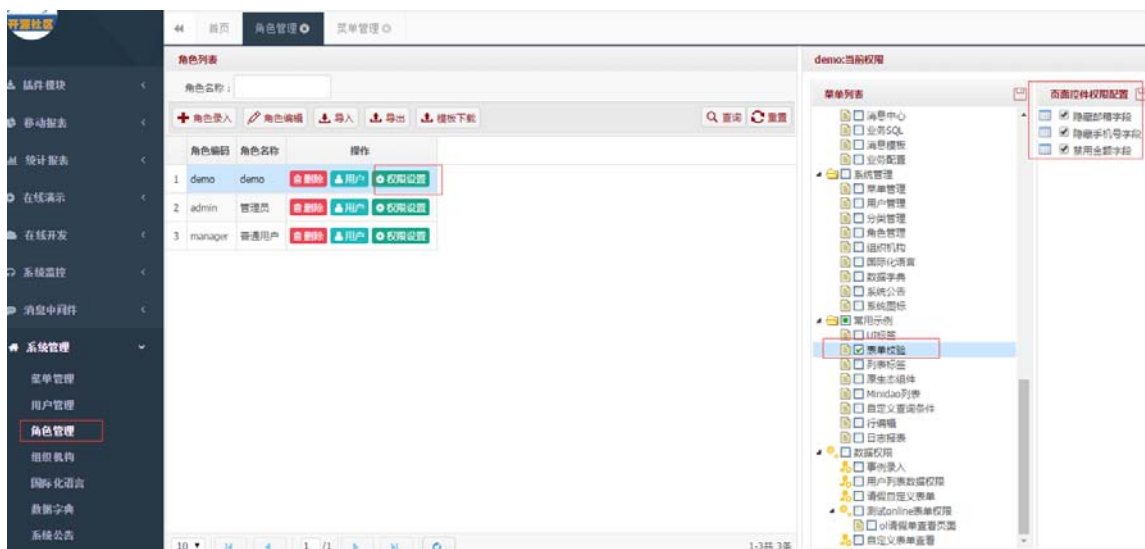 开源社区
首页 角色管理 菜单管理
插件模块
移动报表
统计报表
在线演示
在线开发
系统监控
消息中间件
系统管理
菜单管理
用户管理
角色管理
组织机构
国际化语言
数据字典
系统公告
角色列表
角色名称：
角色录入 角色编辑 导入 导出 模板下载 查询 重置
角色编码 角色名称 操作
1 demo demo 删除 用户 权限设置
2 admin 管理员 删除 用户 权限设置
3 manager 普通用户 删除 用户 权限设置
10 1 /1 1-3共 3条
demo:当前权限
菜单列表
消息中心
业务SQL
消息模板
业务配置
系统管理
菜单管理
用户管理
分类管理
角色管理
组织机构
国际化语言
数据字典
系统公告
系统图标
常用示例
UI标签
表单校验
列表标签
原生态组件
Minidao列表
自定义查询条件
行编辑
日志报表
数据权限
事例录入
用户列表数据权限
请假自定义表单
测试online表单权限
ol请假单查看页面
自定义表单查看
页面控件权限配置
隐藏邮箱字段
隐藏手机号字段
禁用金额字段